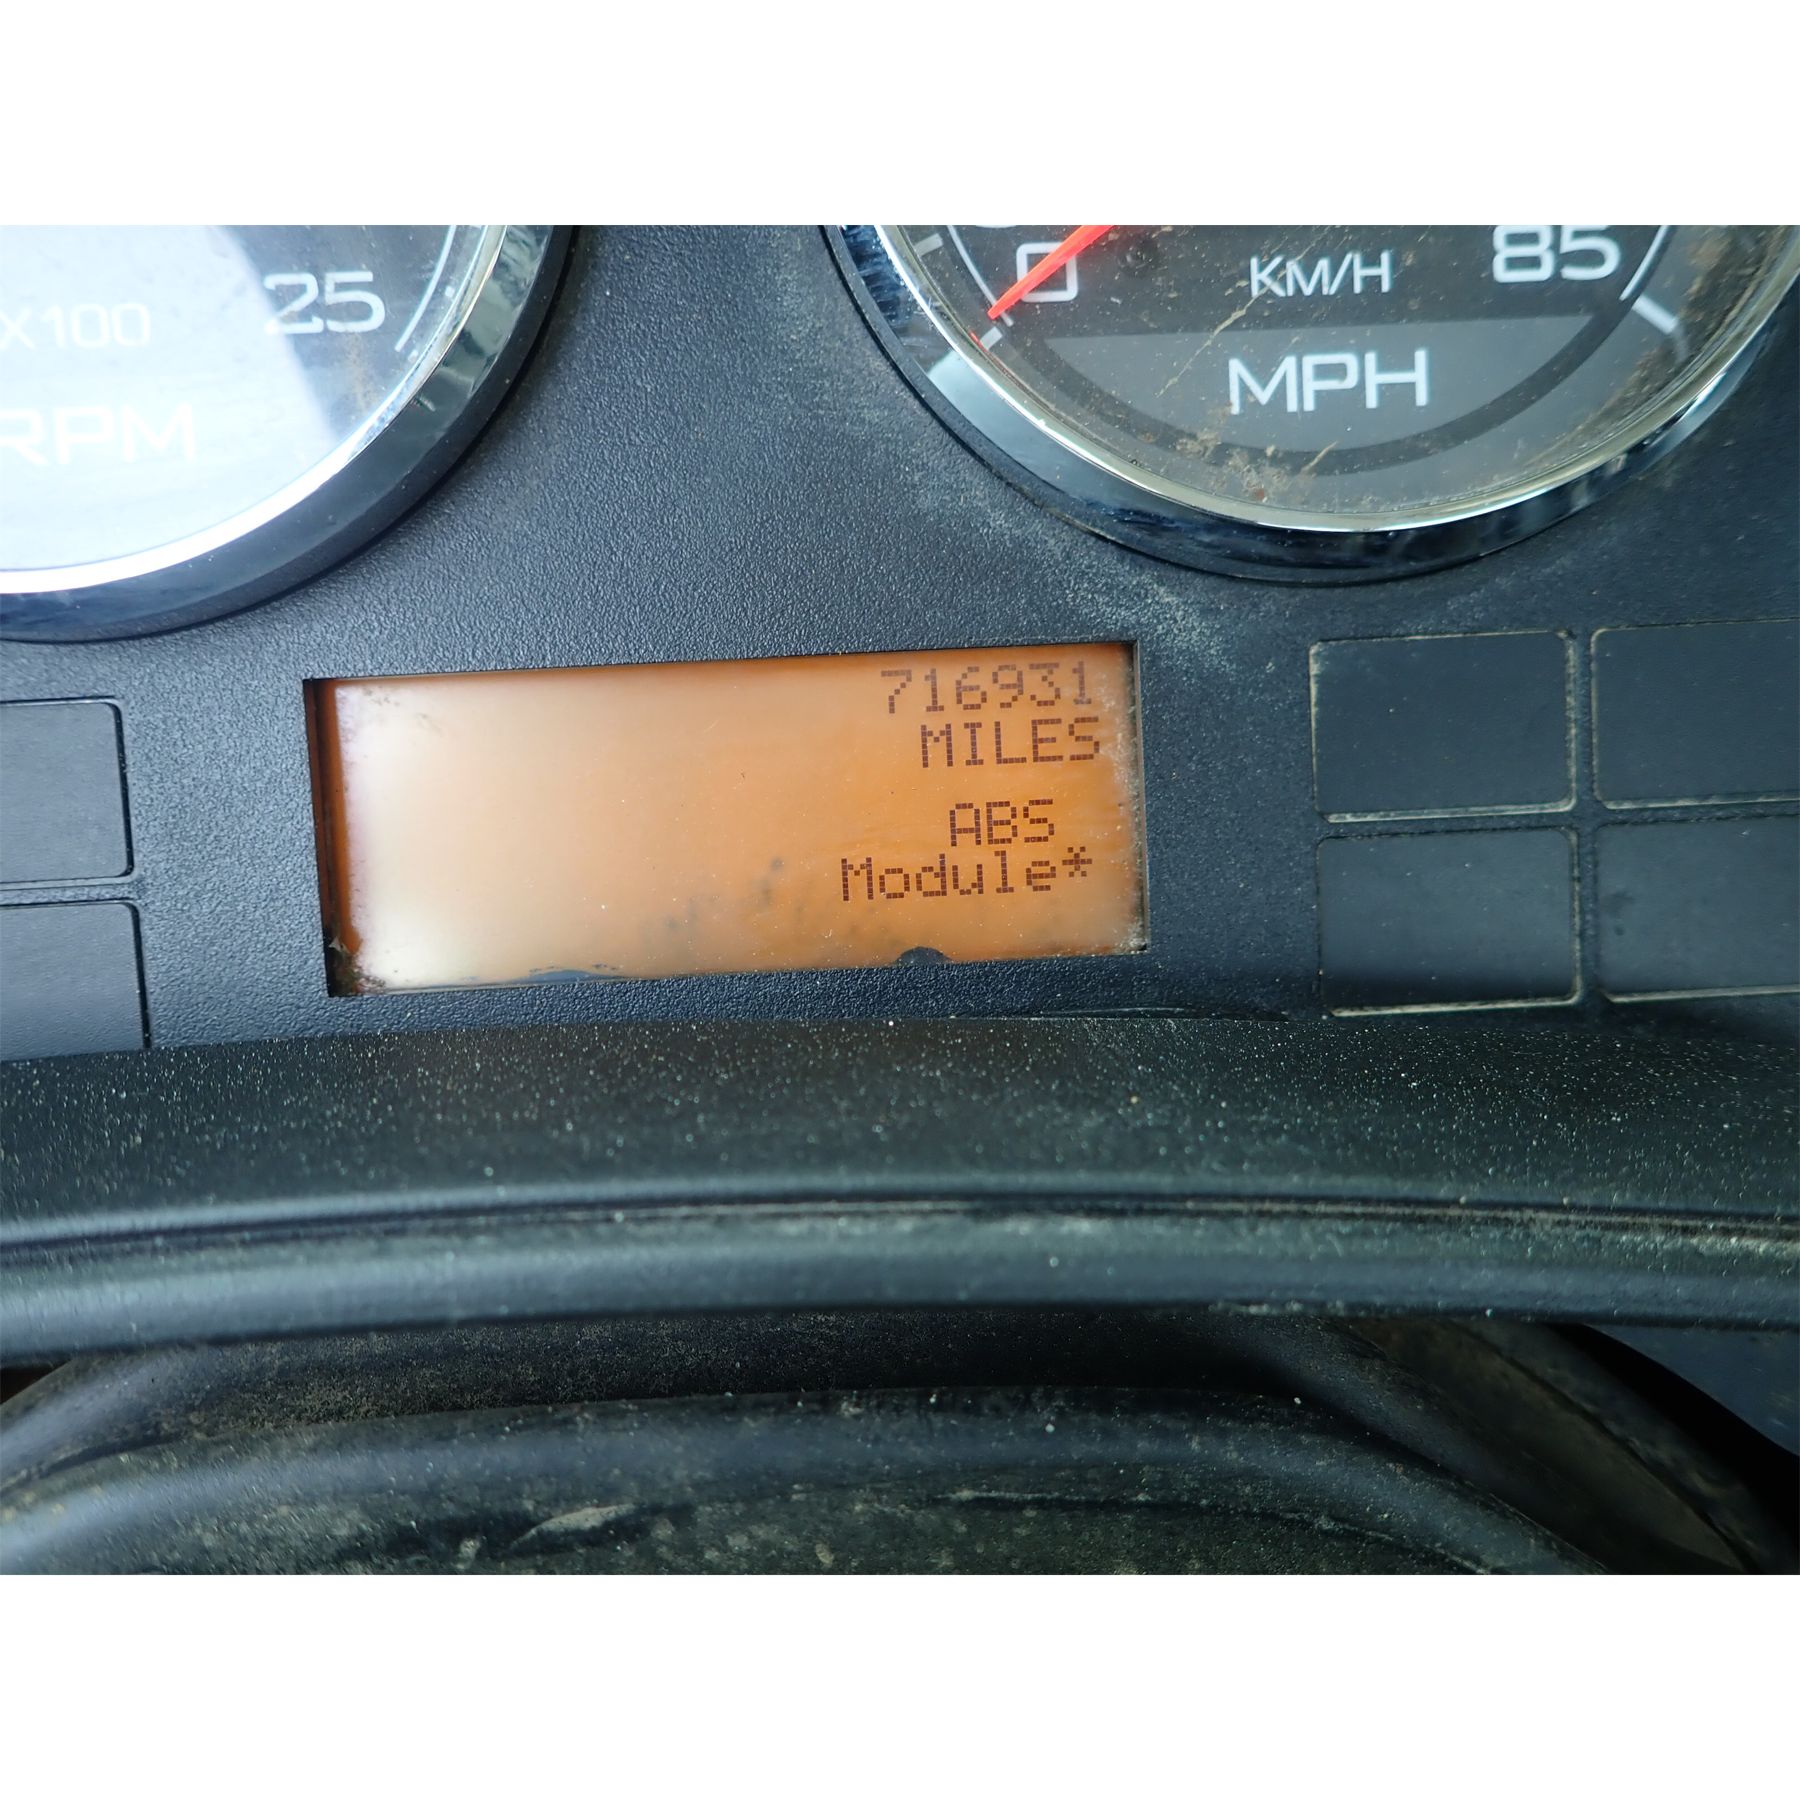 25
X100
RPM
0
KM/H
85
MPH
716931
MILES
ABS
Module*